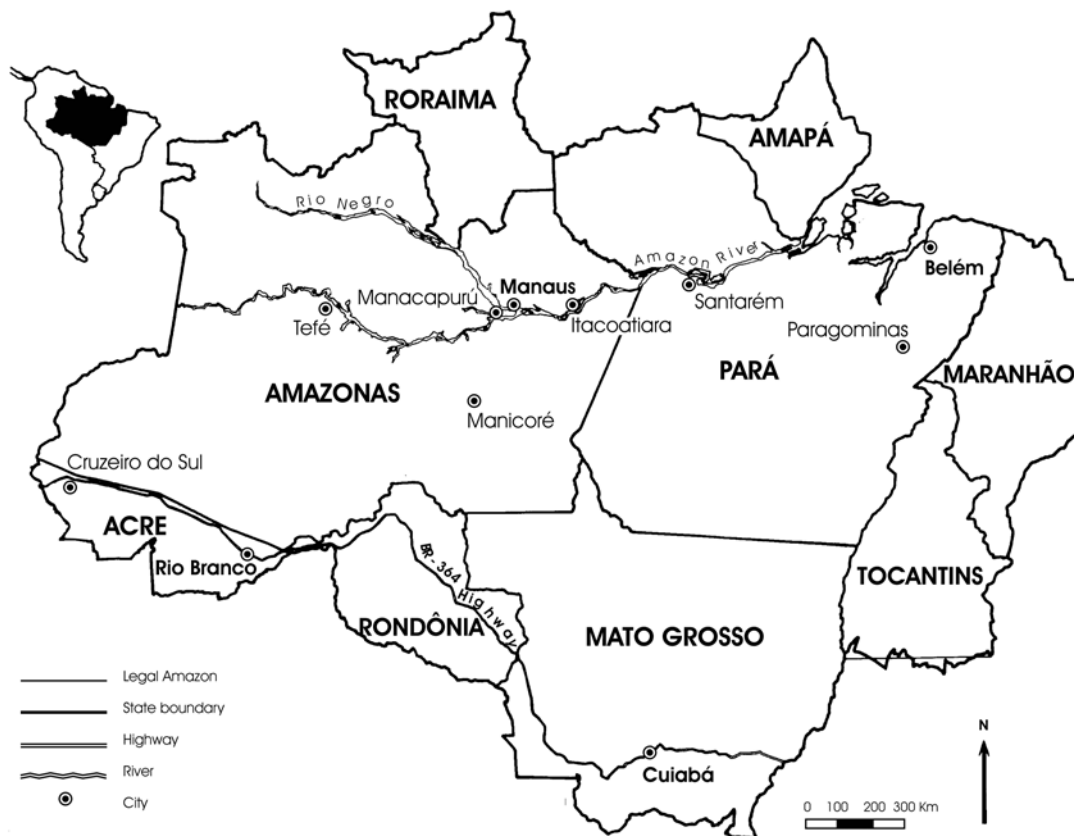 RORAIMA
AMAPÁ
Rio Negro
Amazon River
Belém
Manacapurú
Manaus
Santarém
Tefé
Itacoatiara
Paragominas
PARÁ
MARANHÃO
AMAZONAS
Manicoré
Cruzeiro do Sul
ACRE
Rio Branco
BR-364 Highway
TOCANTINS
RONDÔNIA
MATO GROSSO
Legal Amazon
State boundary
Highway
River
City
Cuiabá
N
0 100 200 300 Km